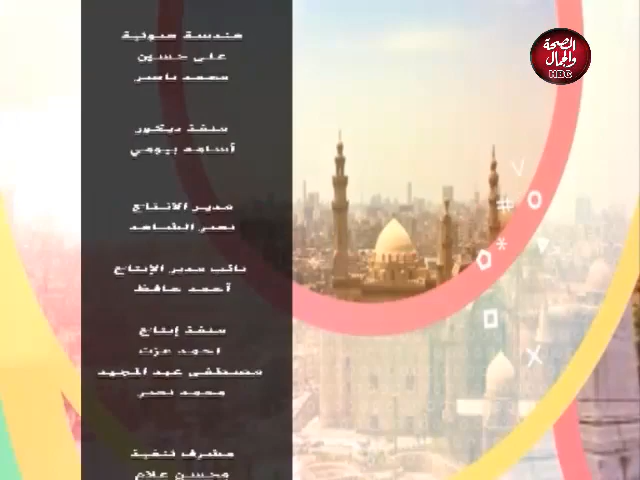 الصحة
والجمال
HBC
هندسة صوتية
على حسين
محمد ياسر
منفذ ديكور
أسامه بيومي
مدير الانتاج
نصر الشاهد
نائب مدير الإنتاج
أحمد حافظ
منفذ إنتاج
احمد عزت
مصطفى عبد المجيد
محمد نصر
مشرف تنفيذ
محسن علام